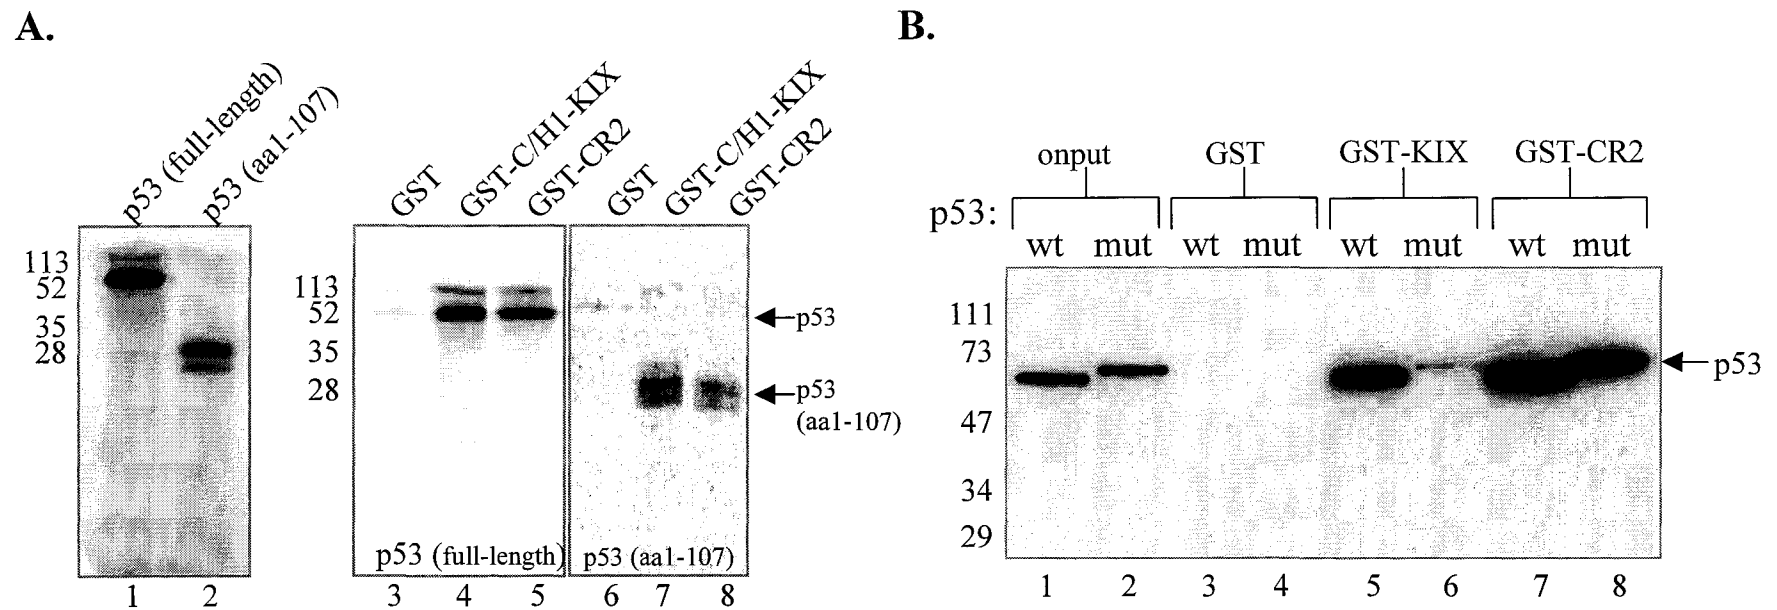 A.
p53 (full-length)
p53 (aa1-107)
113
52
35
28
1 2
GST
GST-C/H1-KIX
GST-CR2
GST
GST-C/H1-KIX
GST-CR2
113
52
35
28
p53
p53
(aa1-107)
p53 (full-length)
p53 (aa1-107)
3 4 5 6 7 8
B.
onput GST GST-KIX GST-CR2
p53:
wt mut wt mut wt mut wt mut
111
73
47
34
29
p53
1 2 3 4 5 6 7 8